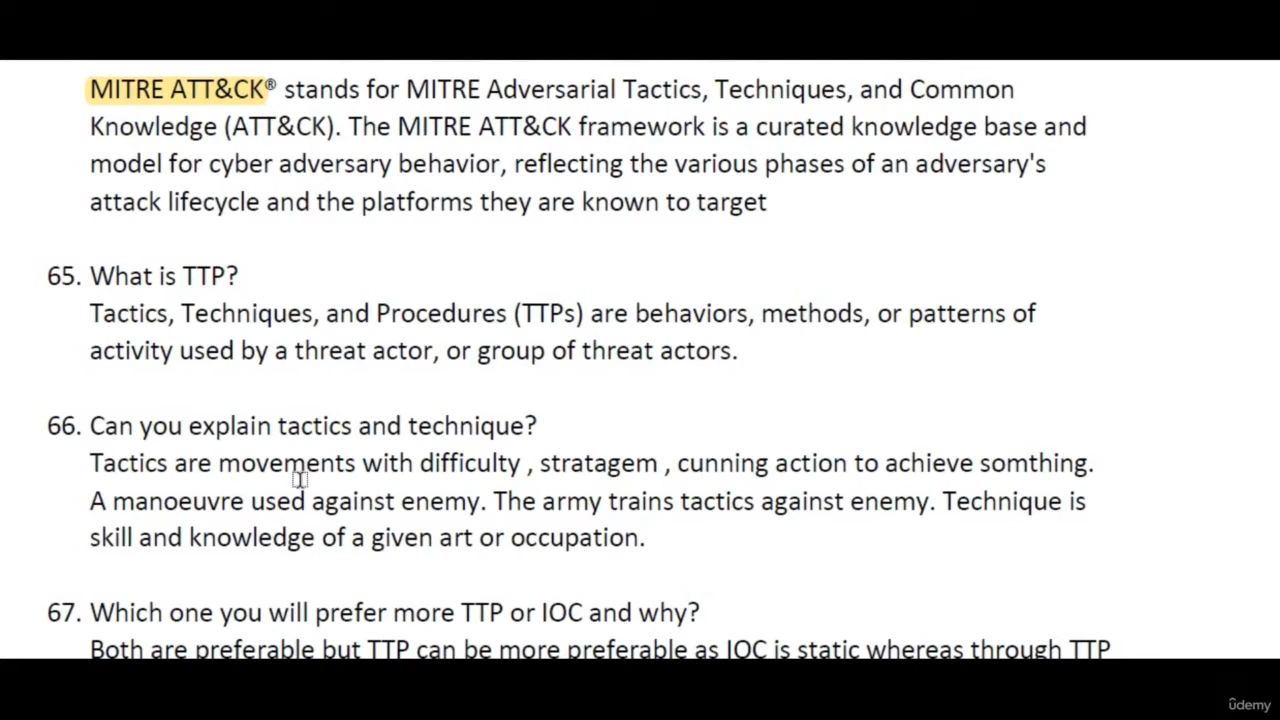 MITRE ATT&CK® stands for MITRE Adversarial Tactics, Techniques, and Common
Knowledge (ATT&CK). The MITRE ATT&CK framework is a curated knowledge base and
model for cyber adversary behavior, reflecting the various phases of an adversary's
attack lifecycle and the platforms they are known to target
65. What is TTP?
Tactics, Techniques, and Procedures (TTPs) are behaviors, methods, or patterns of
activity used by a threat actor, or group of threat actors.
66. Can you explain tactics and technique?
Tactics are movements with difficulty , stratagem , cunning action to achieve somthing.
A manoeuvre used against enemy. The army trains tactics against enemy. Technique is
skill and knowledge of a given art or occupation.
67. Which one you will prefer more TTP or IOC and why?
Both are preferable but TTP can be more preferable as IOC is static whereas through TTP
ûdemy